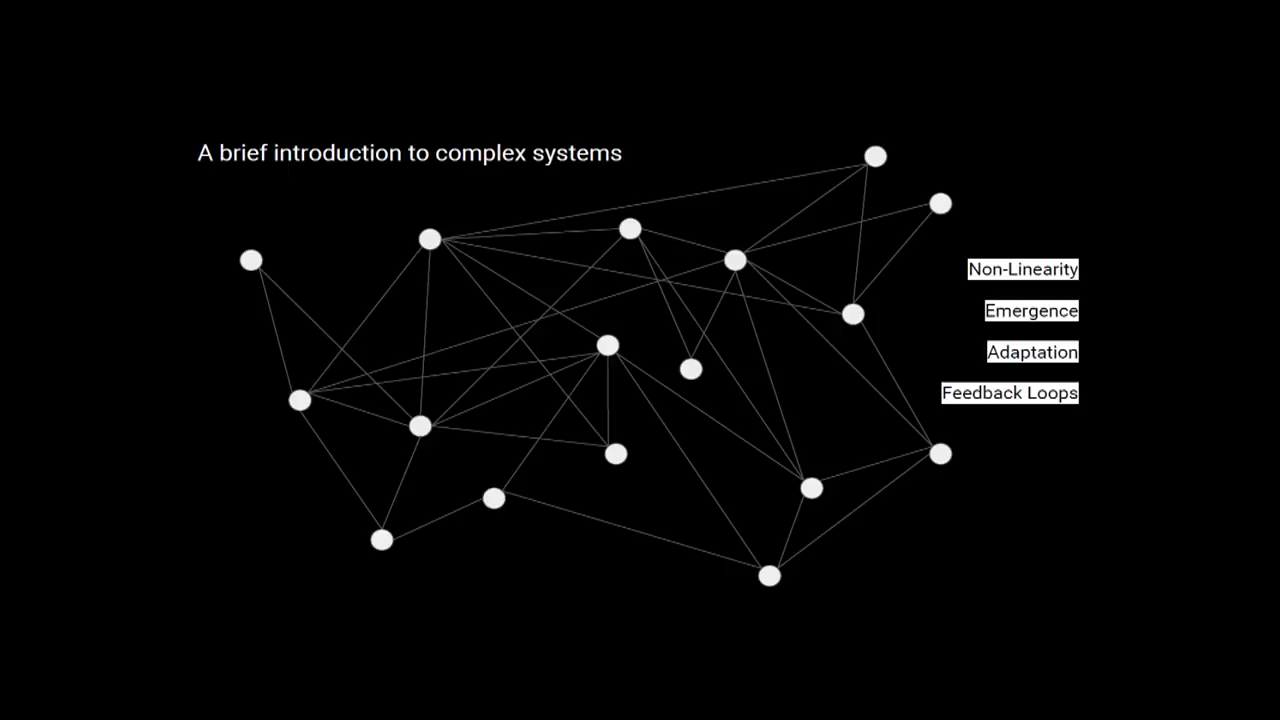 A brief introduction to complex systems
Non-Linearity
Emergence
Adaptation
Feedback Loops